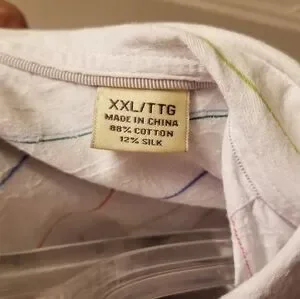 XXL/TTG
MADE IN CHINA
88% COTTON
12% SILK